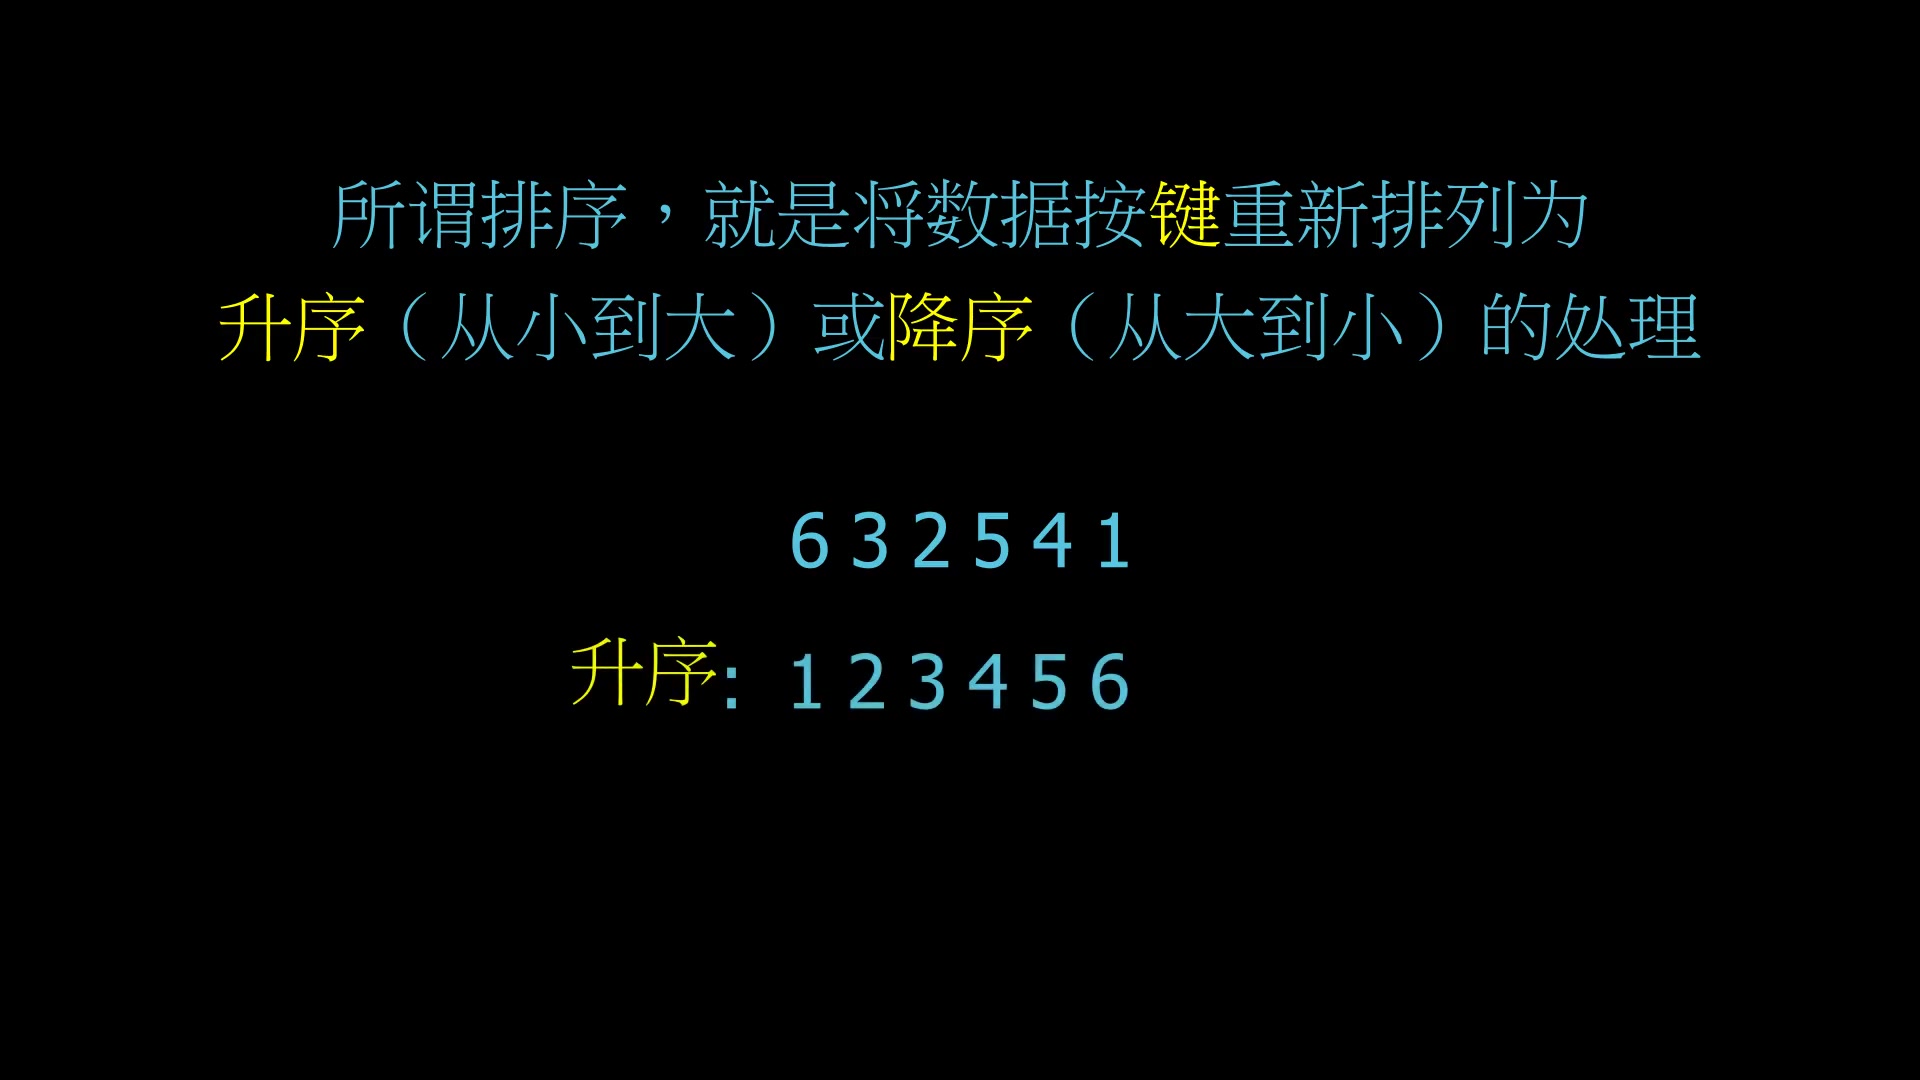 所谓排序，就是将数据按键重新排列为
升序（从小到大）或降序（从大到小）的处理
6 3 2 5 4 1
升序: 1 2 3 4 5 6